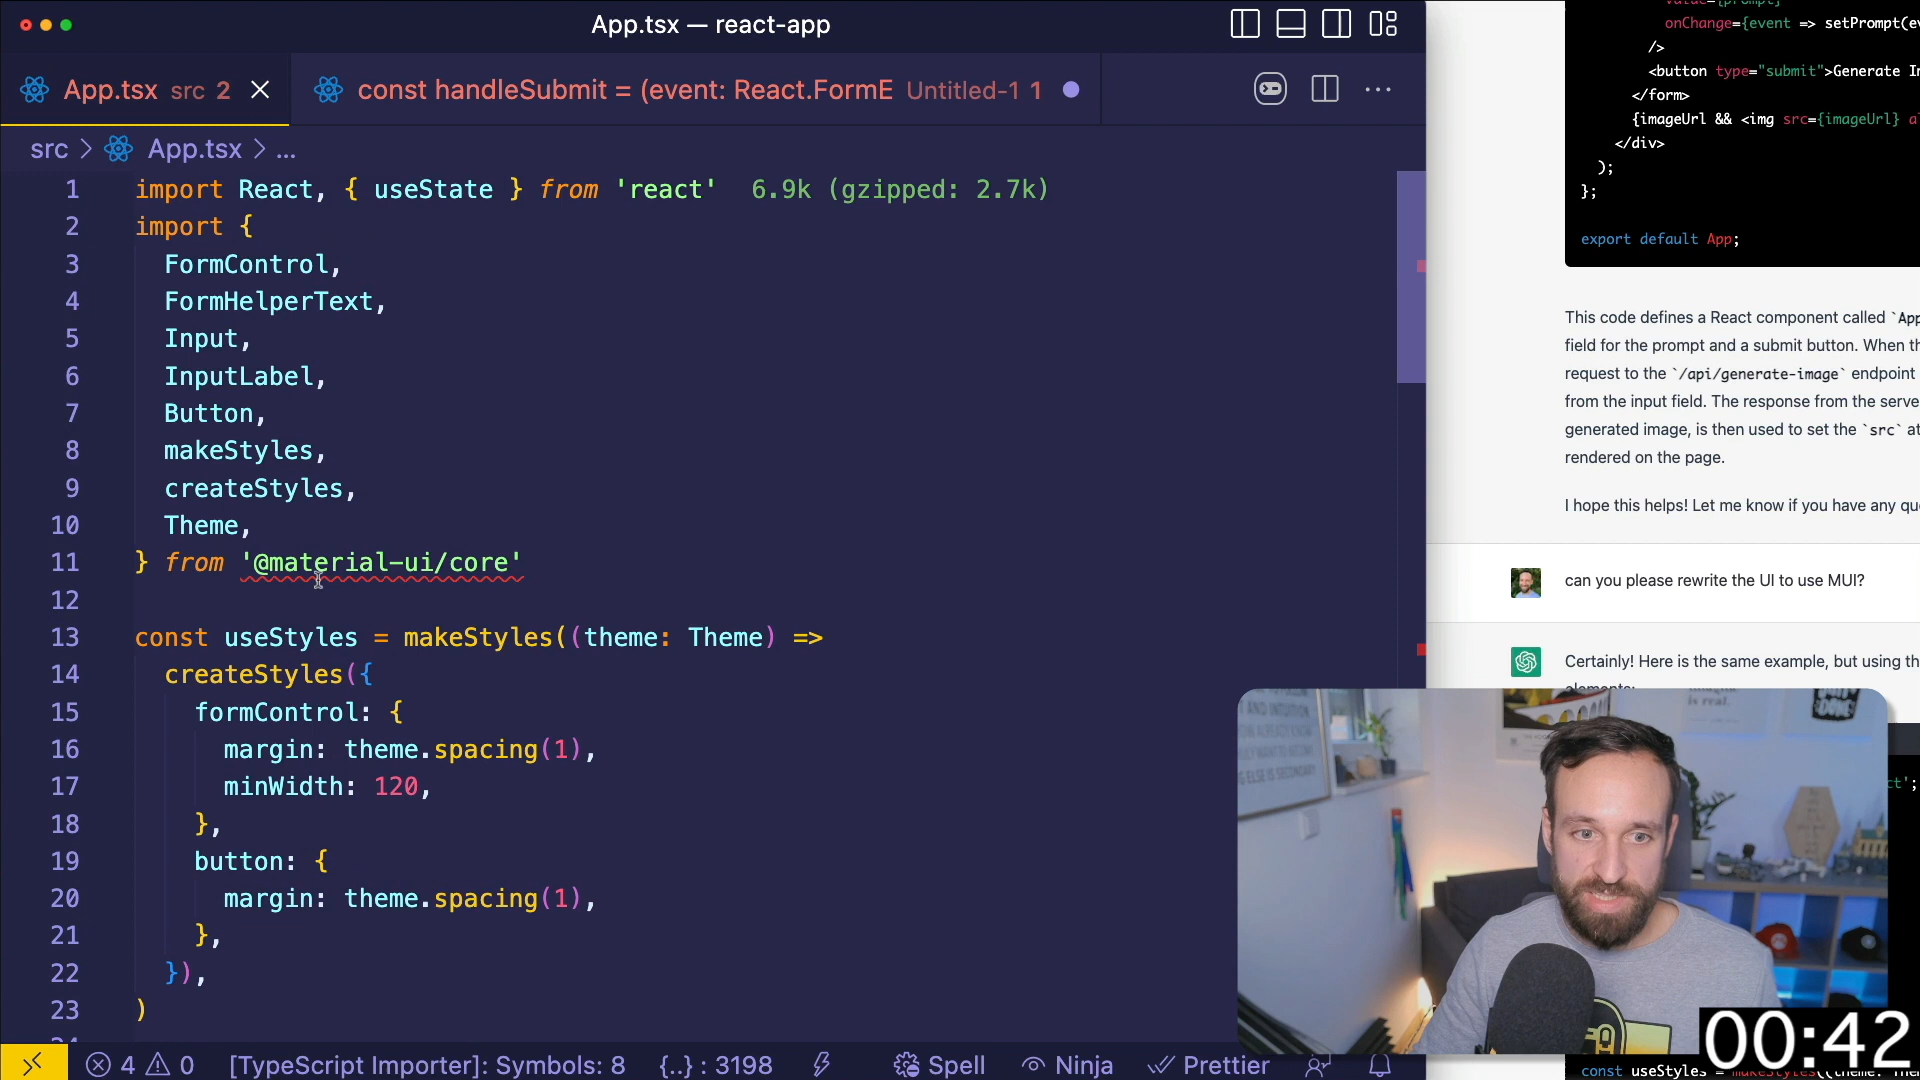 App.tsx — react-app
App.tsx src 2
const handleSubmit = (event: React.FormE Untitled-1 1
src > App.tsx > ...
1 import React, { useState } from 'react' 6.9k (gzipped: 2.7k)
2 import {
3 FormControl,
4 FormHelperText,
5 Input,
6 InputLabel,
7 Button,
8 makeStyles,
9 createStyles,
10 Theme,
11 } from '@material-ui/core'
12
13 const useStyles = makeStyles((theme: Theme) =>
14 createStyles({
15 formControl: {
16 margin: theme.spacing(1),
17 minWidth: 120,
18 },
19 button: {
20 margin: theme.spacing(1),
21 },
22 }),
23 )
4 0 [TypeScript Importer]: Symbols: 8 {..} : 3198 Spell Ninja Prettier
onChange={event => setPrompt(ev
/>
<button type="submit">Generate I
</form>
{imageUrl && <img src={imageUrl} a
</div>
);
};
export default App;
This code defines a React component called `App
field for the prompt and a submit button. When th
request to the `/api/generate-image` endpoint
from the input field. The response from the serve
generated image, is then used to set the `src` at
rendered on the page.
I hope this helps! Let me know if you have any qu
can you please rewrite the UI to use MUI?
Certainly! Here is the same example, but using th
AND INTUITION
is real.
DONE
ct';
00:42
const useStyles =